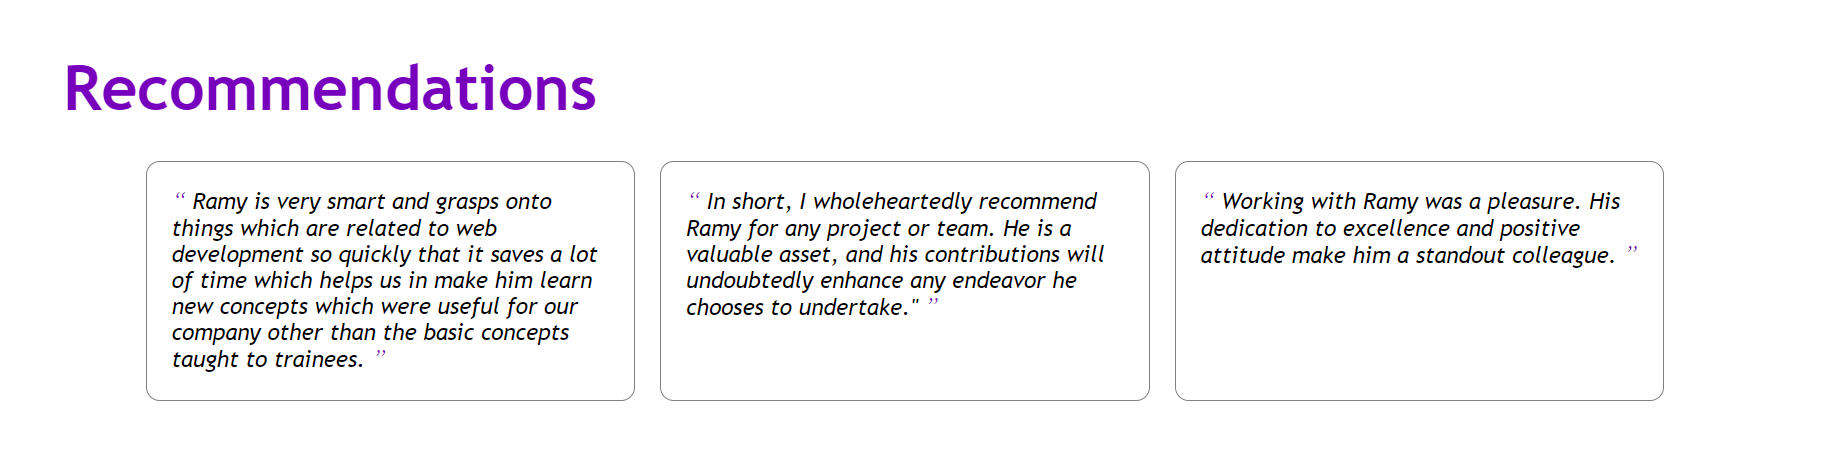 Recommendations
“ Ramy is very smart and grasps onto
things which are related to web
development so quickly that it saves a lot
of time which helps us in make him learn
new concepts which were useful for our
company other than the basic concepts
taught to trainees. ”
“ In short, I wholeheartedly recommend
Ramy for any project or team. He is a
valuable asset, and his contributions will
undoubtedly enhance any endeavor he
chooses to undertake." ”
“ Working with Ramy was a pleasure. His
dedication to excellence and positive
attitude make him a standout colleague. ”